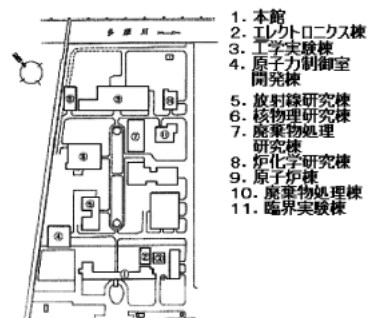 多摩川
1. 本館
2. エレクトロニクス棟
3. 工学実験棟
4. 原子力制御室
開発棟
5. 放射線研究棟
6. 核物理研究棟
7. 廃棄物処理
研究棟
8. 炉化学研究棟
9. 原子炉棟
10. 廃棄物処理棟
11. 臨界実験棟